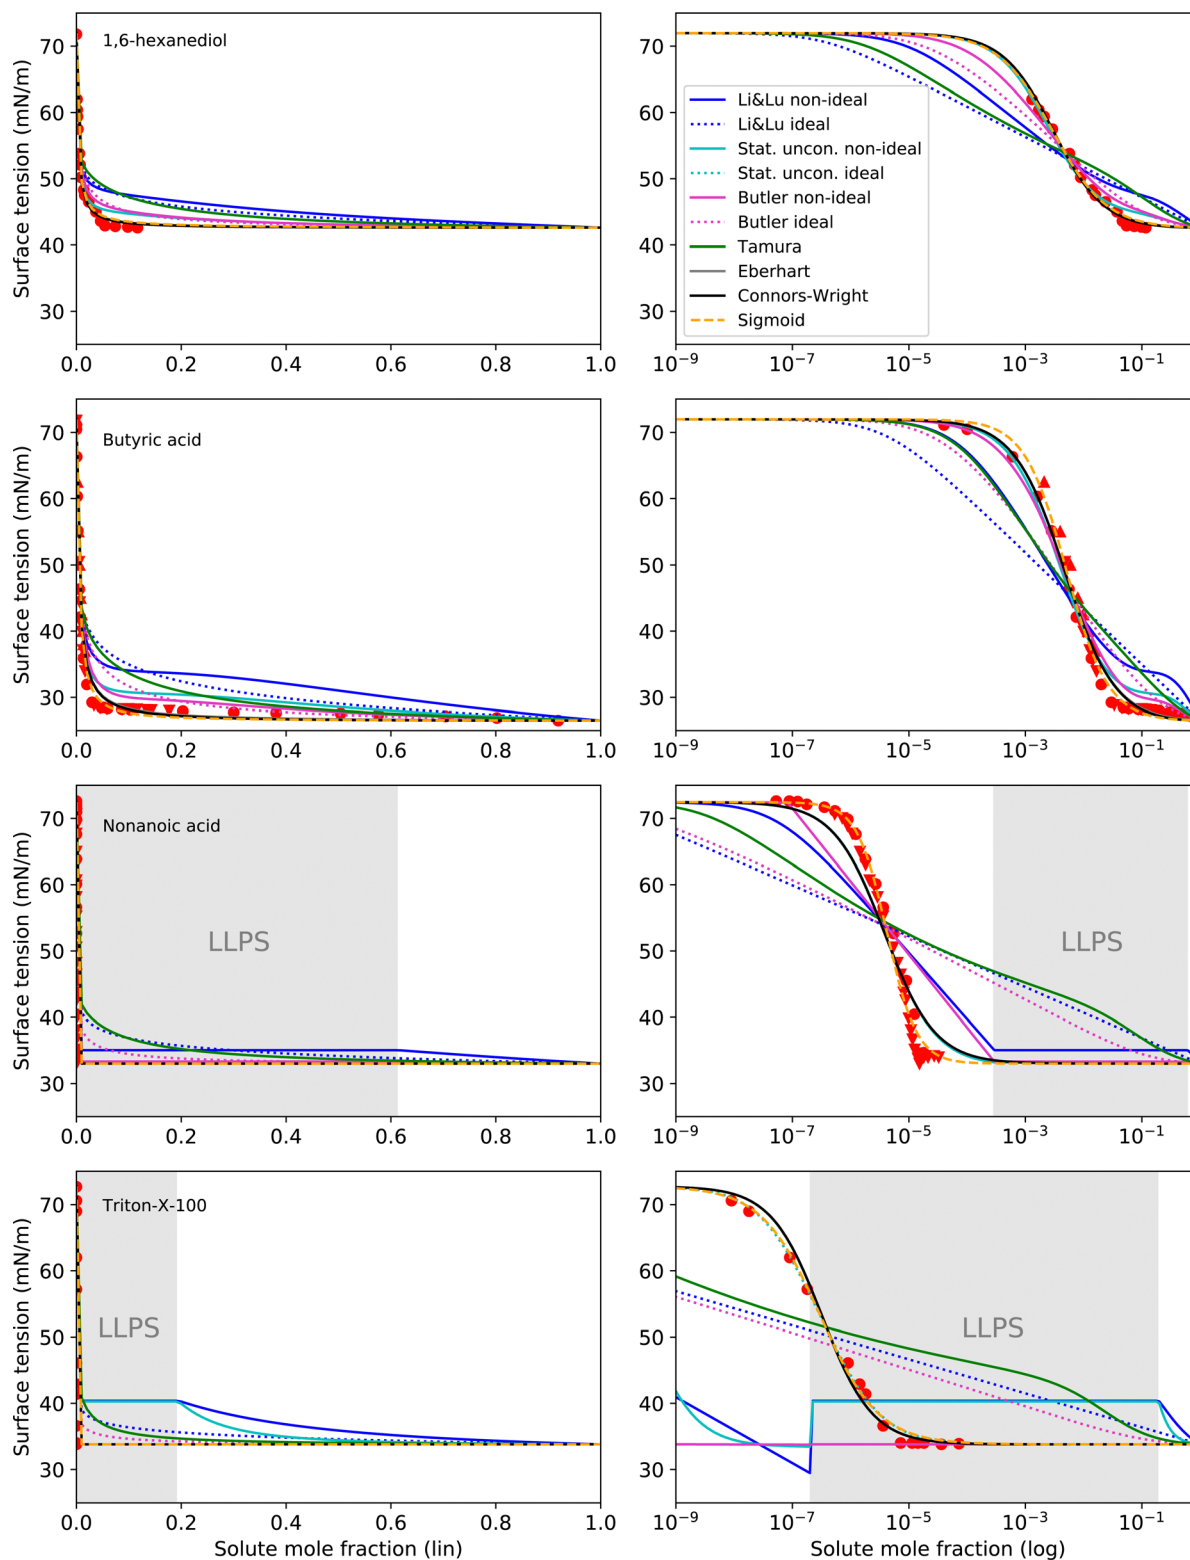 1,6-hexanediol
Surface tension (mN/m)
70
60
50
40
30
0.0 0.2 0.4 0.6 0.8 1.0
Li&Lu non-ideal
Li&Lu ideal
Stat. uncon. non-ideal
Stat. uncon. ideal
Butler non-ideal
Butler ideal
Tamura
Eberhart
Connors-Wright
Sigmoid
70
60
50
40
30
10⁻⁹ 10⁻⁷ 10⁻⁵ 10⁻³ 10⁻¹
Butyric acid
Surface tension (mN/m)
70
60
50
40
30
0.0 0.2 0.4 0.6 0.8 1.0
70
60
50
40
30
10⁻⁹ 10⁻⁷ 10⁻⁵ 10⁻³ 10⁻¹
Nonanoic acid
LLPS
Surface tension (mN/m)
70
60
50
40
30
0.0 0.2 0.4 0.6 0.8 1.0
LLPS
70
60
50
40
30
10⁻⁹ 10⁻⁷ 10⁻⁵ 10⁻³ 10⁻¹
Triton-X-100
LLPS
Surface tension (mN/m)
70
60
50
40
30
0.0 0.2 0.4 0.6 0.8 1.0
Solute mole fraction (lin)
LLPS
70
60
50
40
30
10⁻⁹ 10⁻⁷ 10⁻⁵ 10⁻³ 10⁻¹
Solute mole fraction (log)